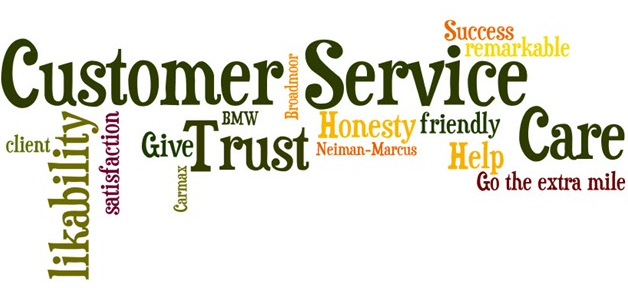 Success
remarkable
Customer Service
Broadmoor
BMW
client
likability
satisfaction
Give
Trust
Honesty
friendly
Care
Neiman-Marcus
Help
Carmax
Go the extra mile